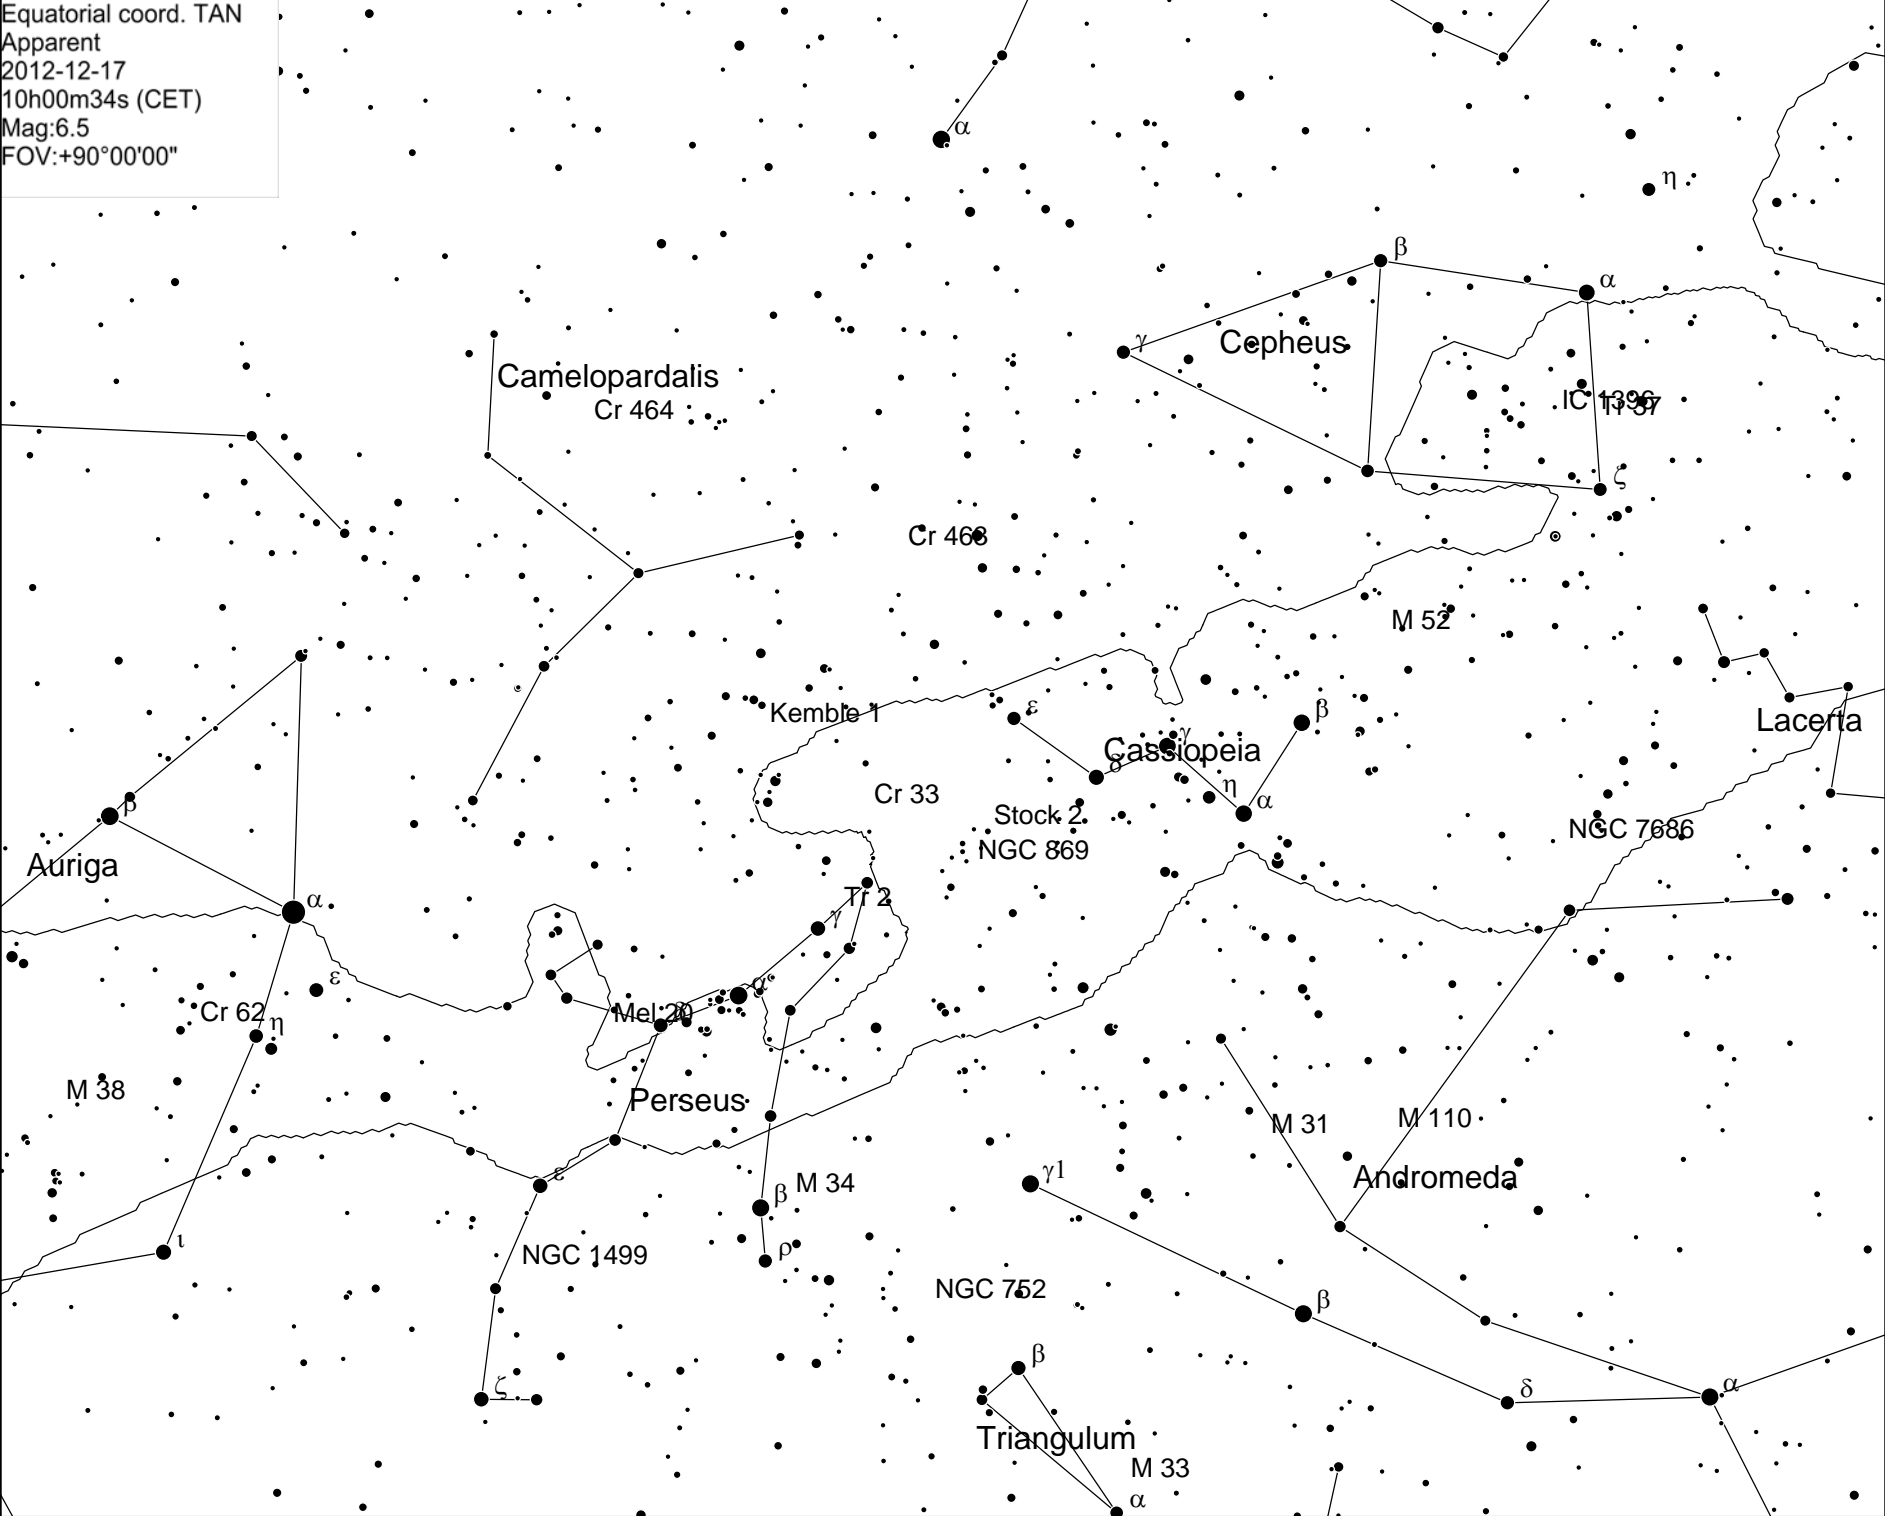 Equatorial coord. TAN
Apparent
2012-12-17
10h00m34s (CET)
Mag:6.5
FOV:+90°00'00"
α
η
β
α
γ
Cepheus
Camelopardalis
Cr 464
IC 1396
Tr 37
ζ
Cr 463
M 52
ε
Kemble 1
β
Lacerta
γ
Cassiopeia
δ
η
α
Cr 33
β
Stock 2
NGC 7686
NGC 869
Auriga
α
Tr 2
γ
ε
α
Cr 62
η
Mel 20
δ
M 38
Perseus
M 31
M 110
γ1
Andromeda
ε
M 34
β
ι
ρ
NGC 1499
NGC 752
β
β
ζ
δ
α
Triangulum
M 33
α